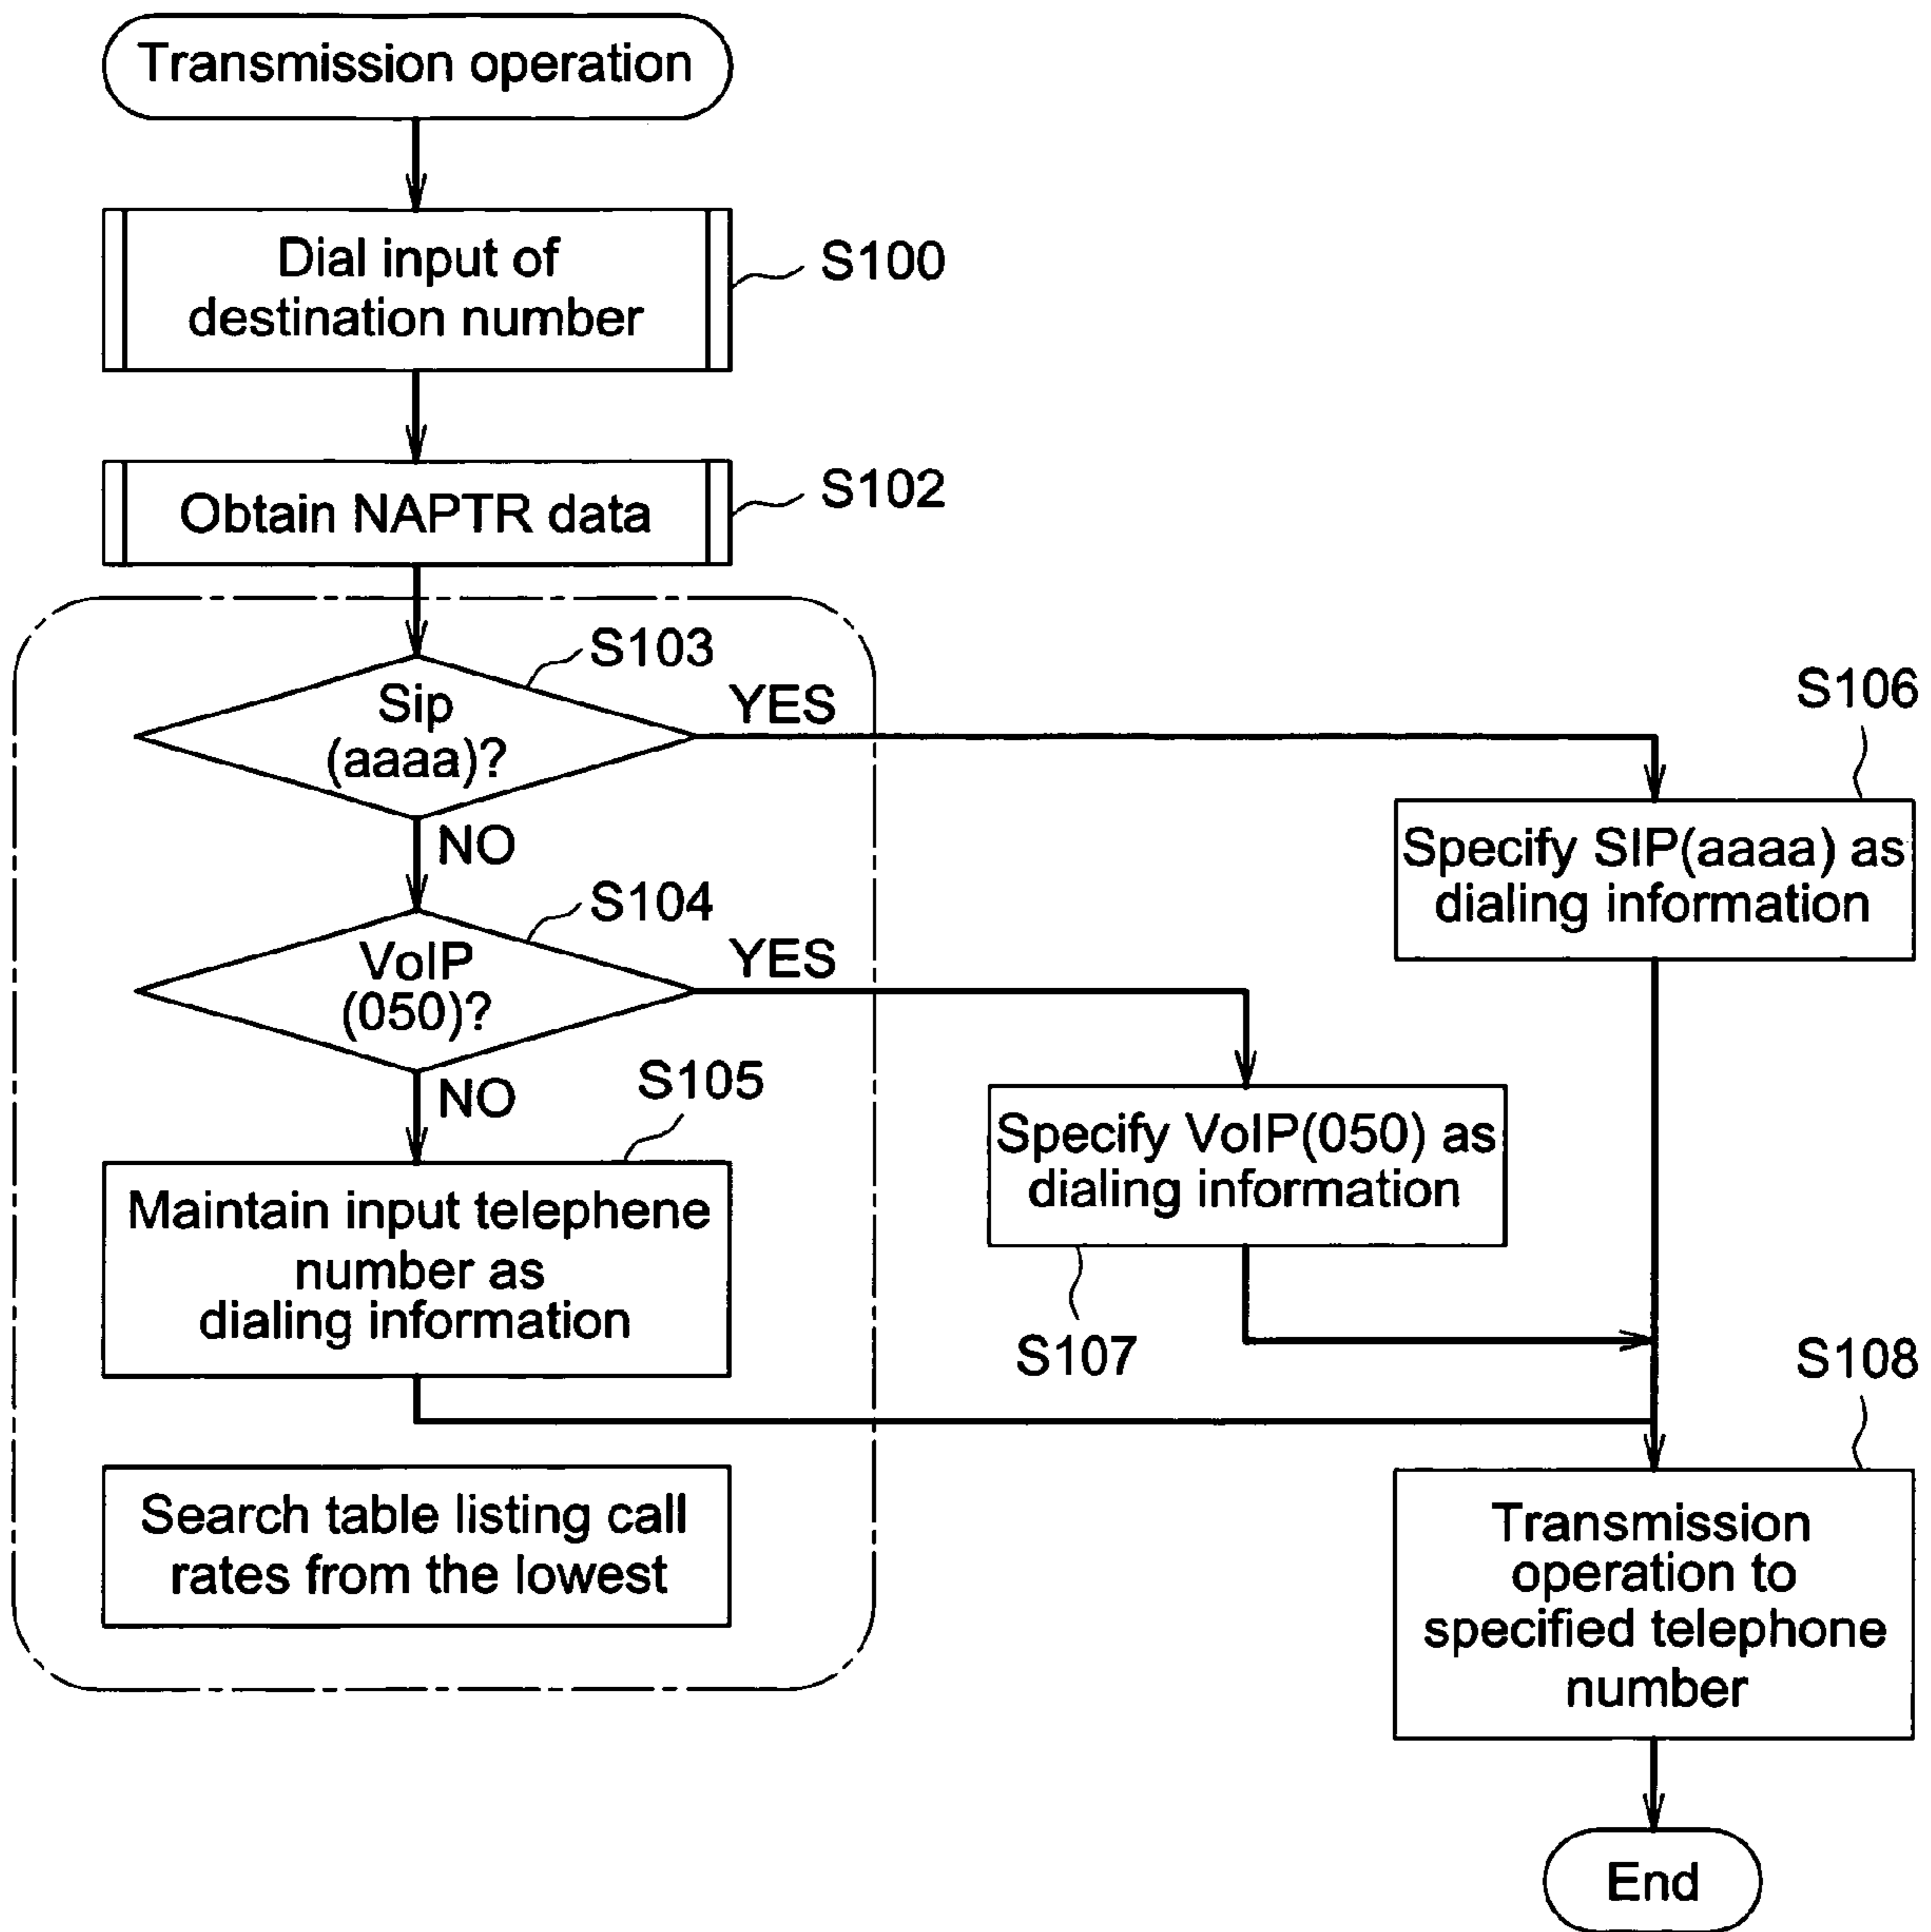 Transmission operation
Dial input of
destination number
S100
Obtain NAPTR data
S102
S103
Sip
(aaaa)?
YES
NO
S106
Specify SIP(aaaa) as
dialing information
S104
VoIP
(050)?
YES
NO
S105
Maintain input telephene
number as
dialing information
Specify VoIP(050) as
dialing information
S107
S108
Search table listing call
rates from the lowest
Transmission
operation to
specified telephone
number
End